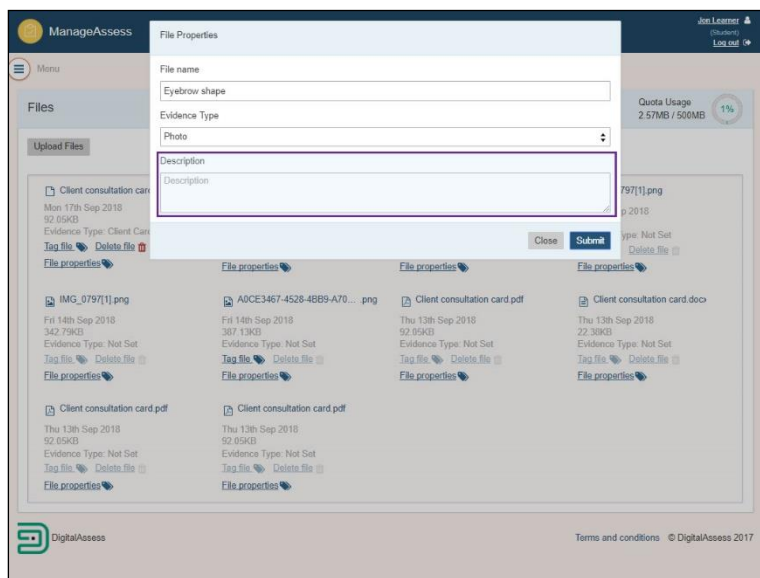 ManageAssess
Jon Learner
(Student)
Log out
File Properties
Menu
File name
Eyebrow shape
Evidence Type
Photo
Description
Description
Close
Submit
Files
Quota Usage
2.57MB / 500MB
1%
Upload Files
Client consultation car
Mon 17th Sep 2018
92.05KB
Evidence Type: Client Car
Tag file Delete file
File properties
File properties
File properties
797[1].png
p 2018
ype: Not Set
Delete file
File properties
IMG_0797[1].png
Fri 14th Sep 2018
342.79KB
Evidence Type: Not Set
Tag file Delete file
File properties
A0CE3467-4528-4BB9-A70... .png
Fri 14th Sep 2018
387.13KB
Evidence Type: Not Set
Tag file Delete file
File properties
Client consultation card.pdf
Thu 13th Sep 2018
92.05KB
Evidence Type: Not Set
Tag file Delete file
File properties
Client consultation card.docx
Thu 13th Sep 2018
22.38KB
Evidence Type: Not Set
Tag file Delete file
File properties
Client consultation card.pdf
Thu 13th Sep 2018
92.05KB
Evidence Type: Not Set
Tag file Delete file
File properties
Client consultation card.pdf
Thu 13th Sep 2018
92.05KB
Evidence Type: Not Set
Tag file Delete file
File properties
DigitalAssess
Terms and conditions © DigitalAssess 2017